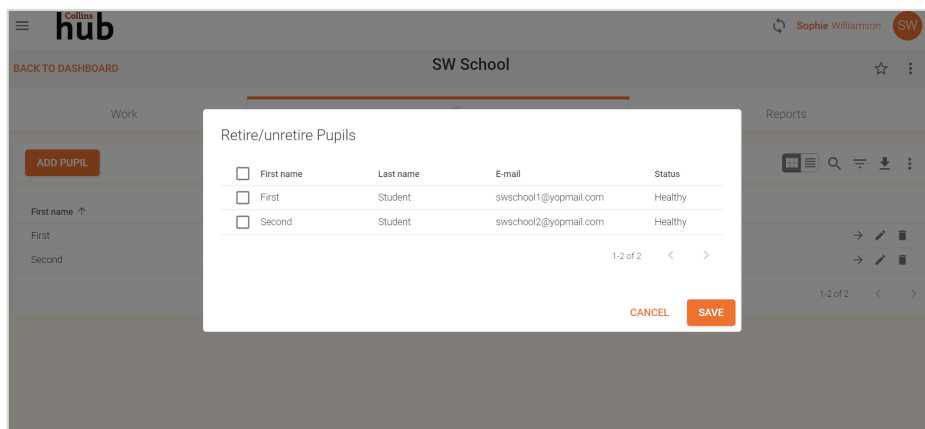 Collins
hub
Sophie Williamson SW
BACK TO DASHBOARD
SW School
Work
Reports
Retire/unretire Pupils
ADD PUPIL
First name Last name E-mail Status
First Student swschool1@yopmail.com Healthy
Second Student swschool2@yopmail.com Healthy
First name ↑
First
Second
1-2 of 2
1-2 of 2
CANCEL SAVE